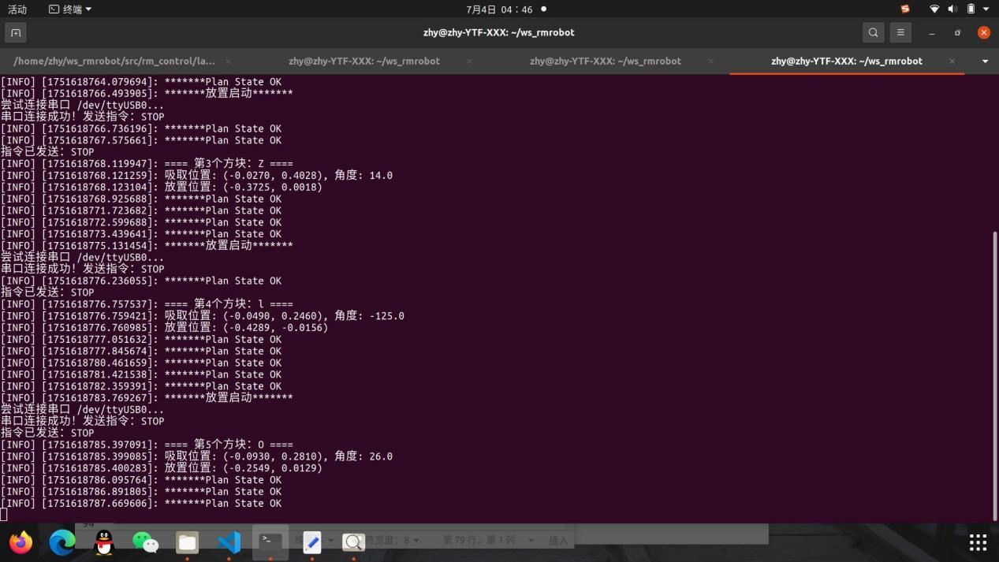 活动 终端 7月4日 04：46
zhy@zhy-YTF-XXX: ~/ws_rmrobot
/home/zhy/ws_rmrobot/src/rm_control/la... × zhy@zhy-YTF-XXX: ~/ws_rmrobot × zhy@zhy-YTF-XXX: ~/ws_rmrobot × zhy@zhy-YTF-XXX: ~/ws_rmrobot ×
[INFO] [1751618764.079694]: *******Plan State OK
[INFO] [1751618766.493905]: *******放置启动*******
尝试连接串口 /dev/ttyUSB0...
串口连接成功! 发送指令: STOP
[INFO] [1751618766.736196]: *******Plan State OK
[INFO] [1751618767.575661]: *******Plan State OK
指令已发送: STOP
[INFO] [1751618768.119947]: ==== 第3个方块: Z ====
[INFO] [1751618768.121259]: 吸取位置: (-0.0270, 0.4028), 角度: 14.0
[INFO] [1751618768.123104]: 放置位置: (-0.3725, 0.0018)
[INFO] [1751618768.925688]: *******Plan State OK
[INFO] [1751618771.723682]: *******Plan State OK
[INFO] [1751618772.599688]: *******Plan State OK
[INFO] [1751618773.439641]: *******Plan State OK
[INFO] [1751618775.131454]: *******放置启动*******
尝试连接串口 /dev/ttyUSB0...
串口连接成功! 发送指令: STOP
[INFO] [1751618776.236055]: *******Plan State OK
指令已发送: STOP
[INFO] [1751618776.757537]: ==== 第4个方块: l ====
[INFO] [1751618776.759421]: 吸取位置: (-0.0490, 0.2460), 角度: -125.0
[INFO] [1751618776.760985]: 放置位置: (-0.4289, -0.0156)
[INFO] [1751618777.051632]: *******Plan State OK
[INFO] [1751618777.845674]: *******Plan State OK
[INFO] [1751618780.461659]: *******Plan State OK
[INFO] [1751618781.421538]: *******Plan State OK
[INFO] [1751618782.359391]: *******Plan State OK
[INFO] [1751618783.769267]: *******放置启动*******
尝试连接串口 /dev/ttyUSB0...
串口连接成功! 发送指令: STOP
指令已发送: STOP
[INFO] [1751618785.397091]: ==== 第5个方块: O ====
[INFO] [1751618785.399085]: 吸取位置: (-0.0930, 0.2810), 角度: 26.0
[INFO] [1751618785.400283]: 放置位置: (-0.2549, 0.0129)
[INFO] [1751618786.095764]: *******Plan State OK
[INFO] [1751618786.891805]: *******Plan State OK
[INFO] [1751618787.669606]: *******Plan State OK
94
符宽度: 8 第 79 行, 第 1 列 插入